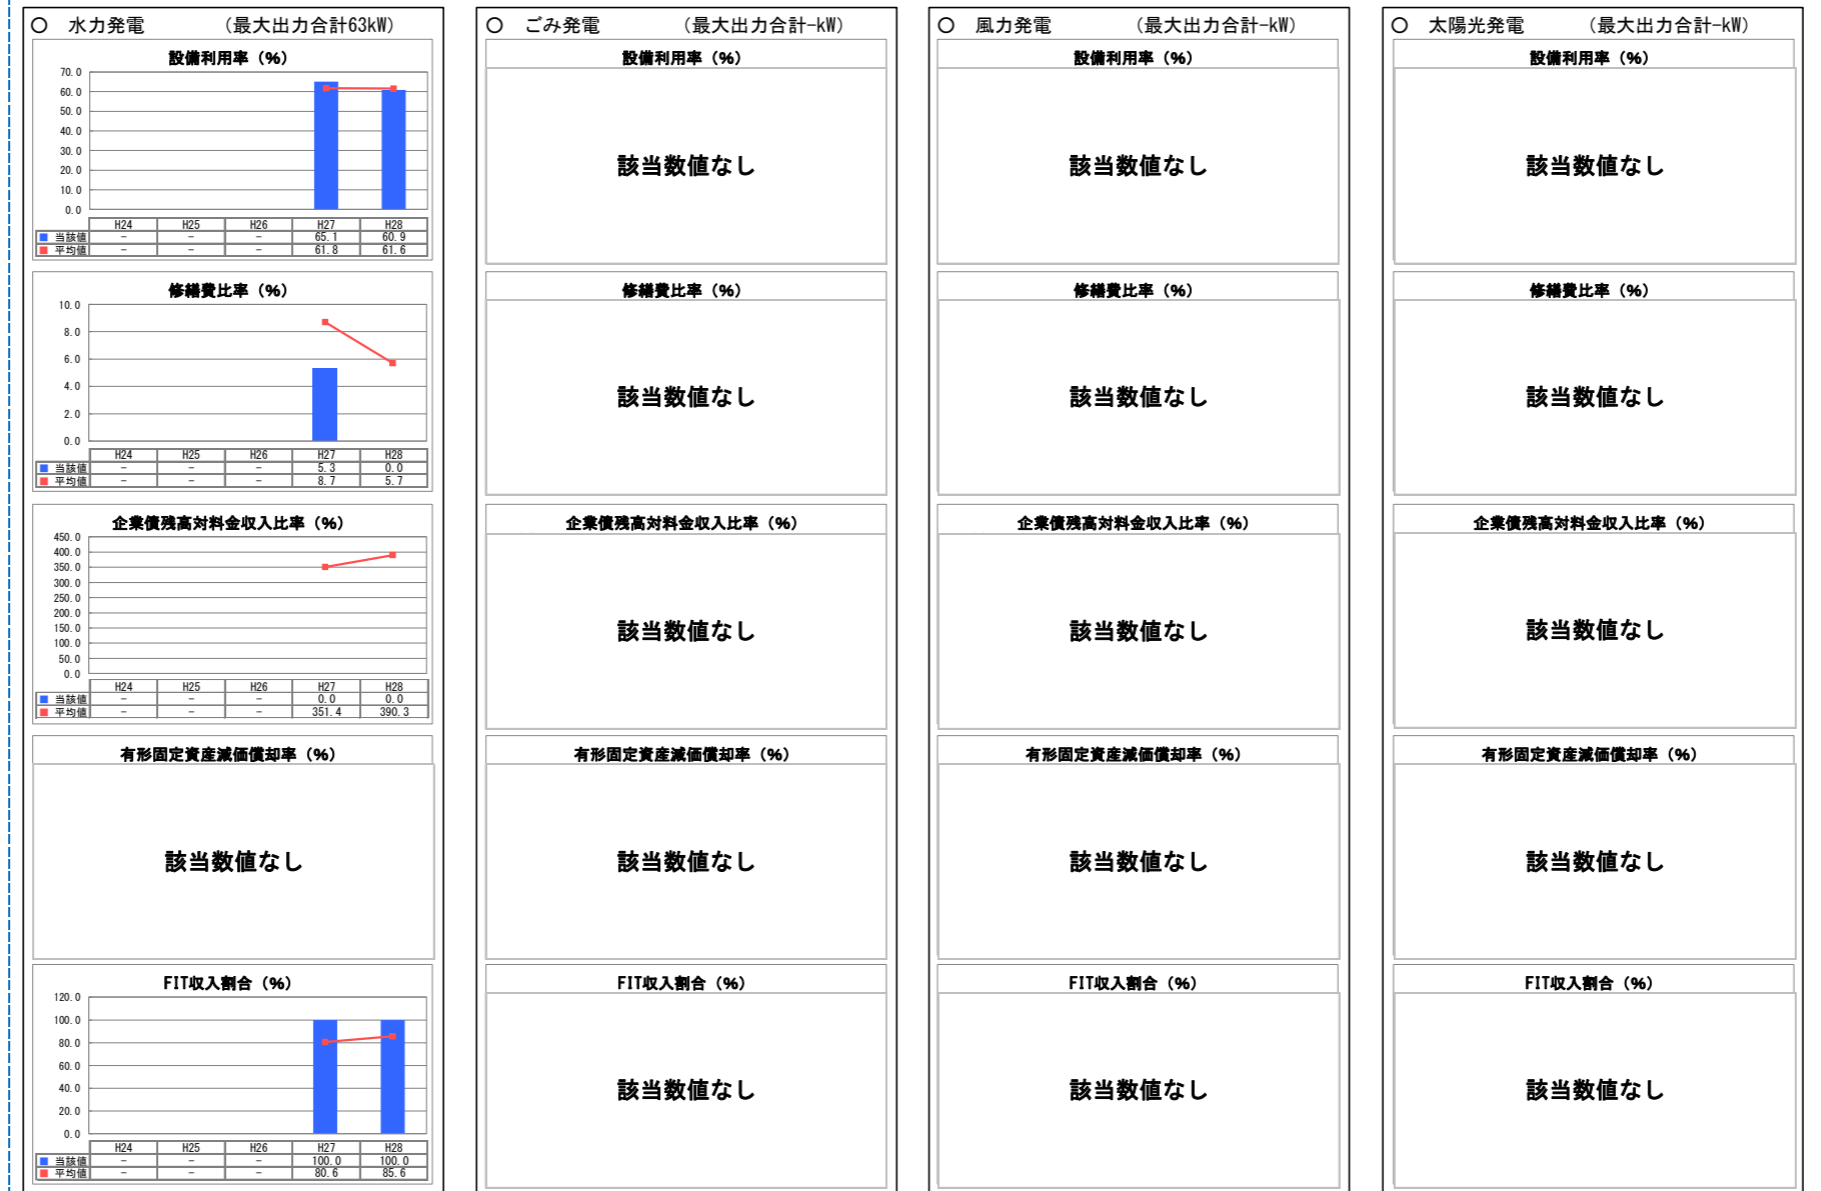 ○ 水力発電 (最大出力合計63kW)
設備利用率 (%)
70.0
60.0
50.0
40.0
30.0
20.0
10.0
0.0
H24 H25 H26 H27 H28
■ 当該値 － － － 65.1 60.9
■ 平均値 － － － 61.8 61.6
修繕費比率 (%)
10.0
8.0
6.0
4.0
2.0
0.0
H24 H25 H26 H27 H28
■ 当該値 － － － 5.3 0.0
■ 平均値 － － － 8.7 5.7
企業債残高対料金収入比率 (%)
450.0
400.0
350.0
300.0
250.0
200.0
150.0
100.0
50.0
0.0
H24 H25 H26 H27 H28
■ 当該値 － － － 0.0 0.0
■ 平均値 － － － 351.4 390.3
有形固定資産減価償却率 (%)
該当数値なし
FIT収入割合 (%)
120.0
100.0
80.0
60.0
40.0
20.0
0.0
H24 H25 H26 H27 H28
■ 当該値 － － － 100.0 100.0
■ 平均値 － － － 80.6 85.6
○ ごみ発電 (最大出力合計-kW)
設備利用率 (%)
該当数値なし
修繕費比率 (%)
該当数値なし
企業債残高対料金収入比率 (%)
該当数値なし
有形固定資産減価償却率 (%)
該当数値なし
FIT収入割合 (%)
該当数値なし
○ 風力発電 (最大出力合計-kW)
設備利用率 (%)
該当数値なし
修繕費比率 (%)
該当数値なし
企業債残高対料金収入比率 (%)
該当数値なし
有形固定資産減価償却率 (%)
該当数値なし
FIT収入割合 (%)
該当数値なし
○ 太陽光発電 (最大出力合計-kW)
設備利用率 (%)
該当数値なし
修繕費比率 (%)
該当数値なし
企業債残高対料金収入比率 (%)
該当数値なし
有形固定資産減価償却率 (%)
該当数値なし
FIT収入割合 (%)
該当数値なし